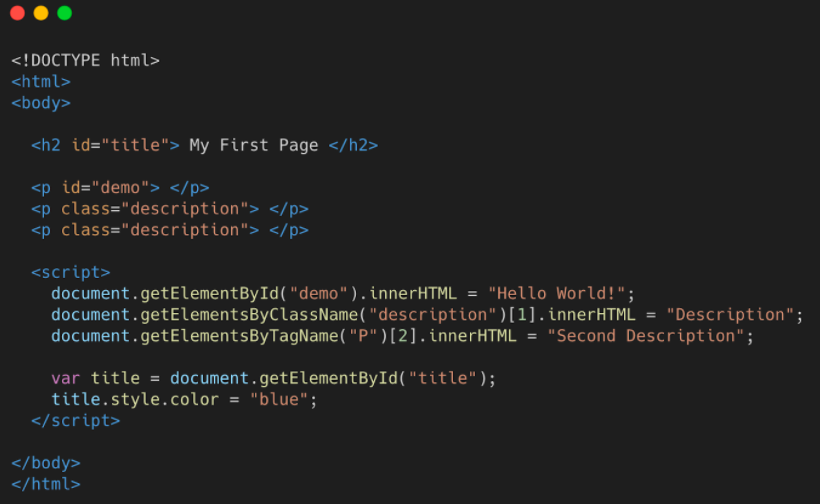 <!DOCTYPE html>
<html>
<body>
<h2 id="title"> My First Page </h2>
<p id="demo"> </p>
<p class="description"> </p>
<p class="description"> </p>
<script>
document.getElementById("demo").innerHTML = "Hello World!";
document.getElementsByClassName("description")[1].innerHTML = "Description";
document.getElementsByTagName("P")[2].innerHTML = "Second Description";
var title = document.getElementById("title");
title.style.color = "blue";
</script>
</body>
</html>